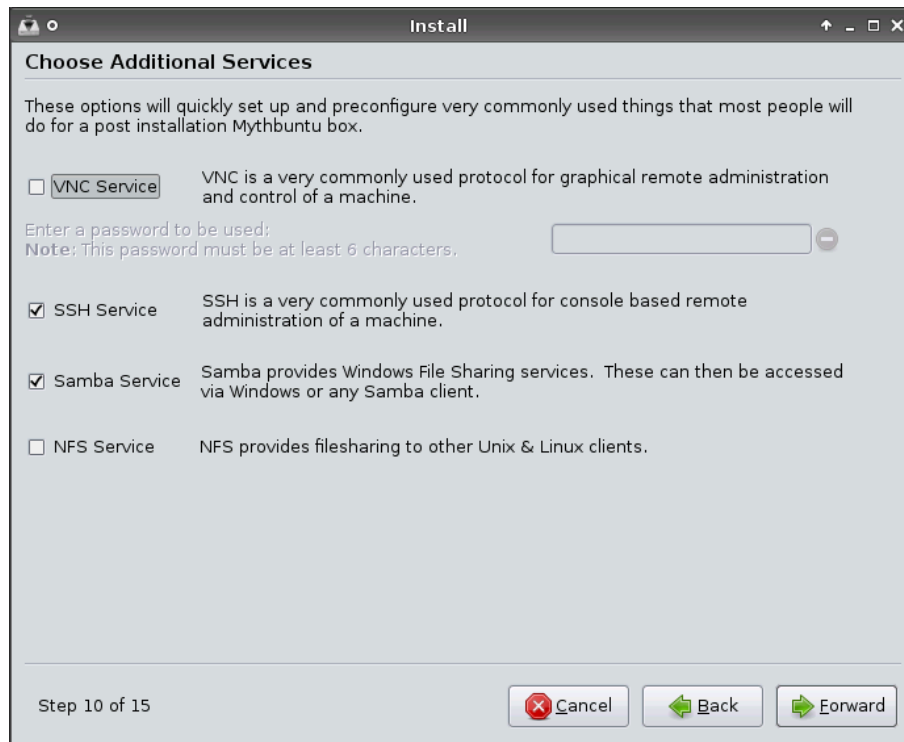 Install
Choose Additional Services
These options will quickly set up and preconfigure very commonly used things that most people will
do for a post installation Mythbuntu box.
VNC Service
VNC is a very commonly used protocol for graphical remote administration
and control of a machine.
Enter a password to be used:
Note: This password must be at least 6 characters.
SSH Service
SSH is a very commonly used protocol for console based remote
administration of a machine.
Samba Service
Samba provides Windows File Sharing services. These can then be accessed
via Windows or any Samba client.
NFS Service
NFS provides filesharing to other Unix & Linux clients.
Step 10 of 15
Cancel
Back
Forward